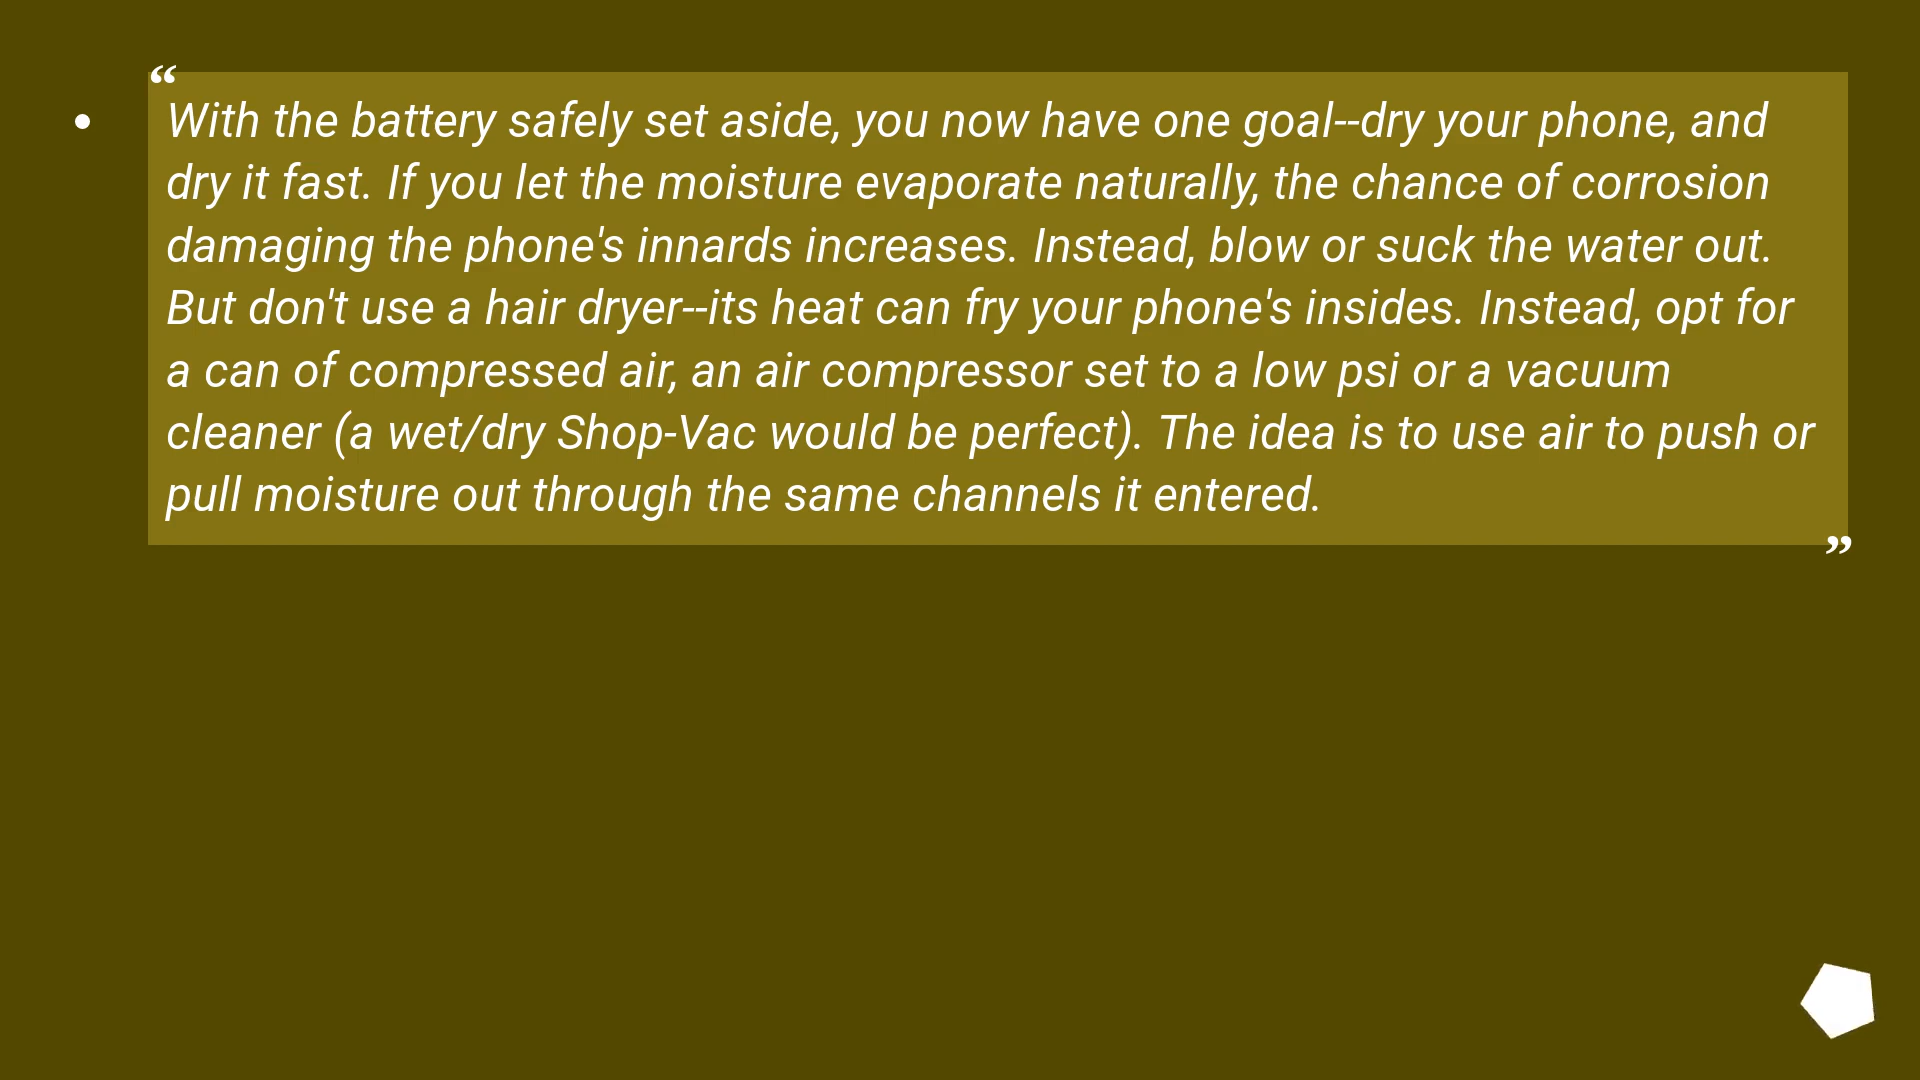 “
With the battery safely set aside, you now have one goal--dry your phone, and
dry it fast. If you let the moisture evaporate naturally, the chance of corrosion
damaging the phone's innards increases. Instead, blow or suck the water out.
But don't use a hair dryer--its heat can fry your phone's insides. Instead, opt for
a can of compressed air, an air compressor set to a low psi or a vacuum
cleaner (a wet/dry Shop-Vac would be perfect). The idea is to use air to push or
pull moisture out through the same channels it entered.
”